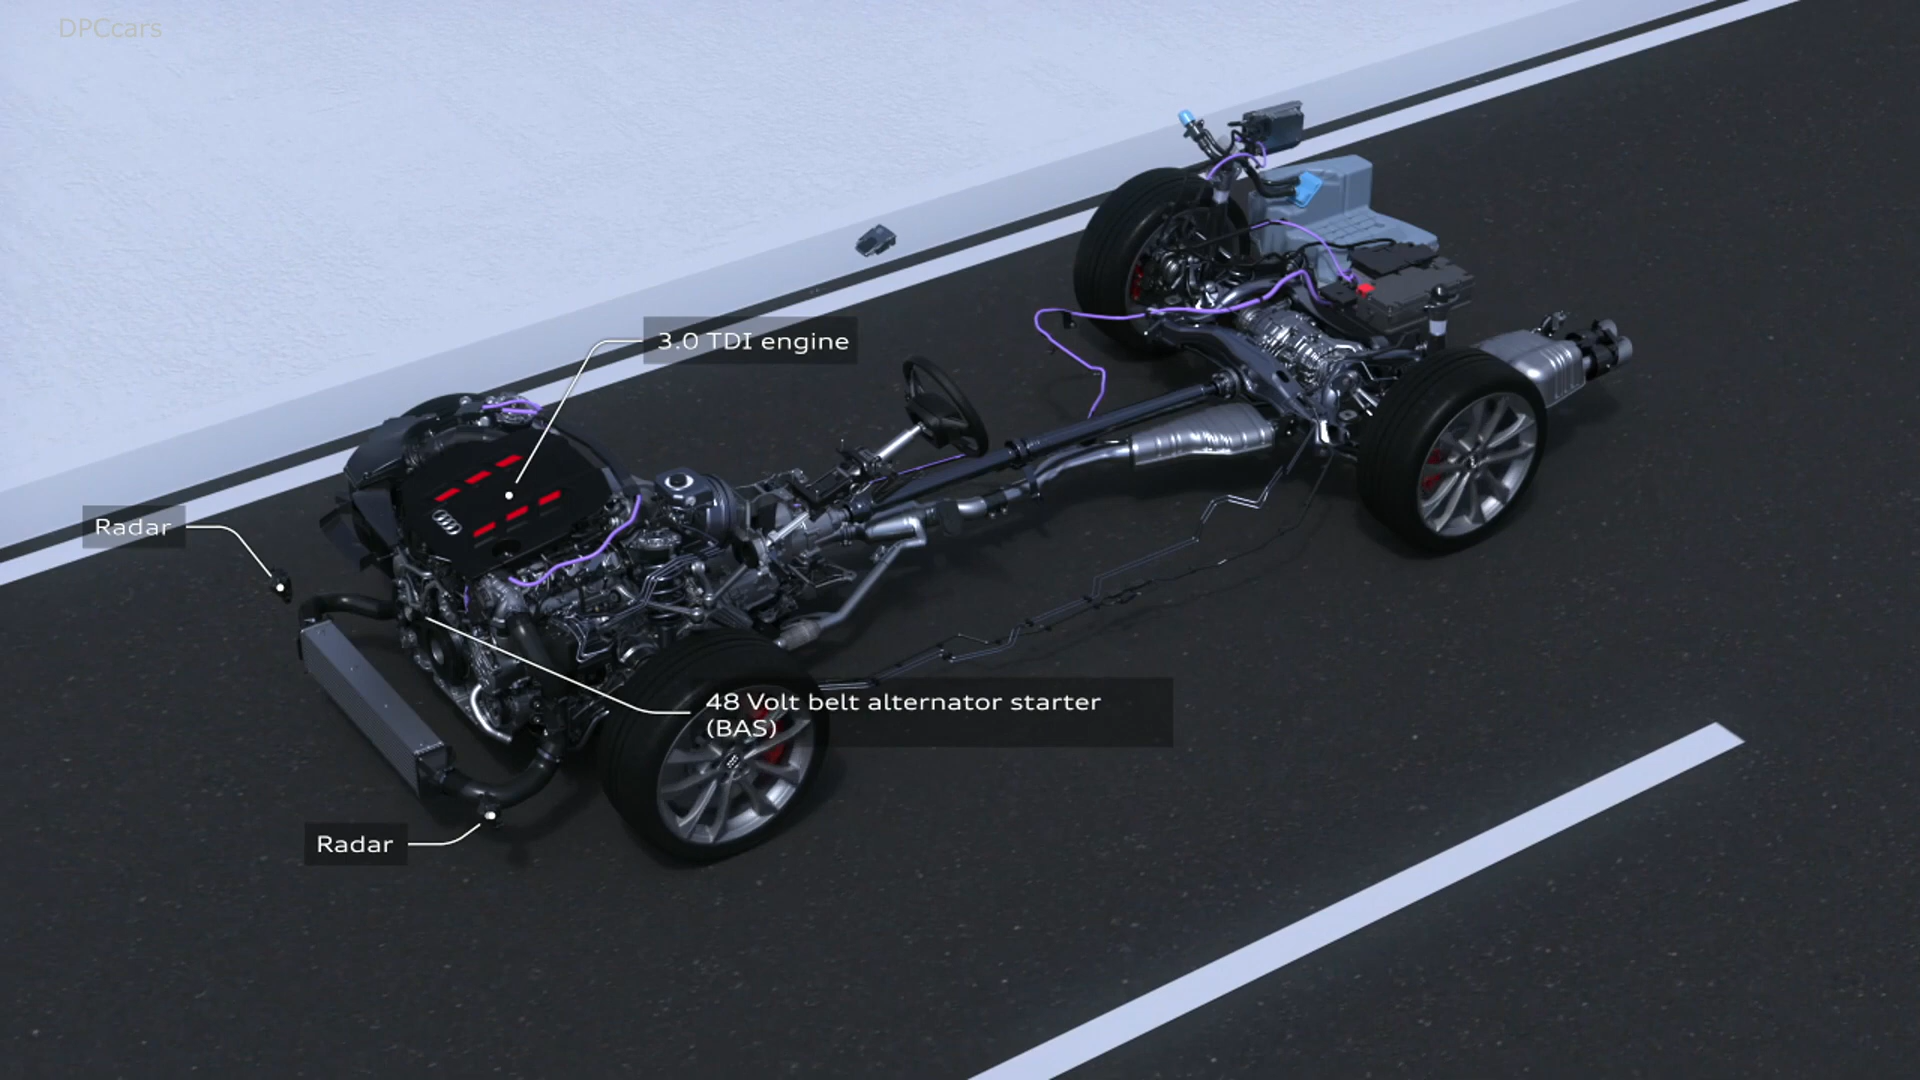 DPCcars
3.0 TDI engine
Radar
48 Volt belt alternator starter
(BAS)
Radar